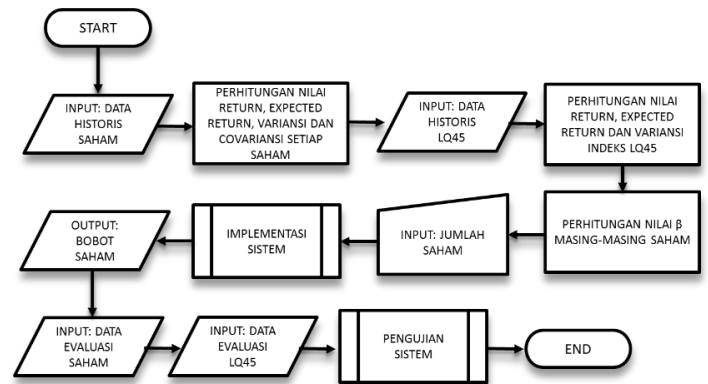 START
INPUT: DATA
HISTORIS
SAHAM
PERHITUNGAN NILAI
RETURN, EXPECTED
RETURN, VARIANSI DAN
COVARIANSI SETIAP
SAHAM
INPUT: DATA
HISTORIS
LQ45
PERHITUNGAN NILAI
RETURN, EXPECTED
RETURN DAN VARIANSI
INDEKS LQ45
PERHITUNGAN NILAI β
MASING-MASING SAHAM
INPUT: JUMLAH
SAHAM
IMPLEMENTASI
SISTEM
OUTPUT:
BOBOT
SAHAM
INPUT: DATA
EVALUASI
SAHAM
INPUT: DATA
EVALUASI
LQ45
PENGUJIAN
SISTEM
END